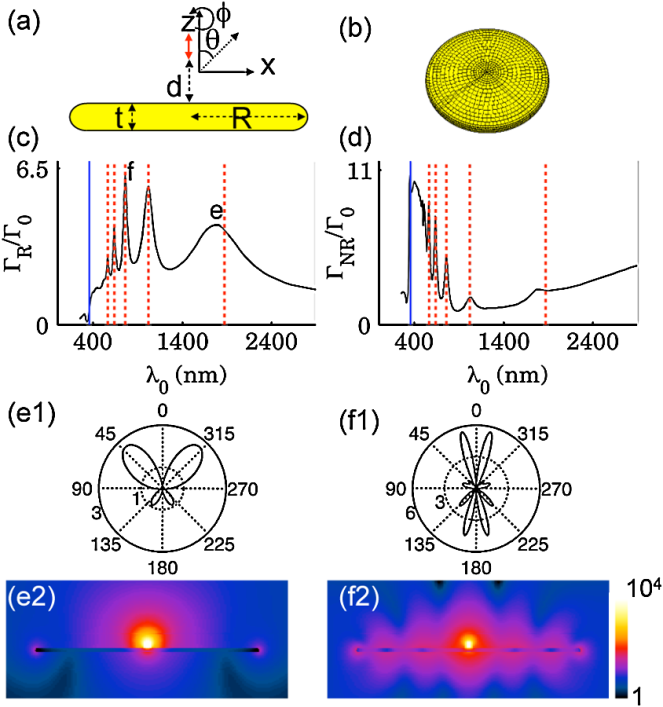 (a)
z
ϕ
θ
x
d
t
R
(b)
(c)
6.5
f
e
Γ_R/Γ_0
0
400 1400 2400
λ_0 (nm)
(d)
11
Γ_NR/Γ_0
0
400 1400 2400
λ_0 (nm)
(e1)
0
45 315
90 1 270
3
135 225
180
(f1)
0
45 315
90 3 270
6
135 225
180
(e2)
(f2)
10^4
1